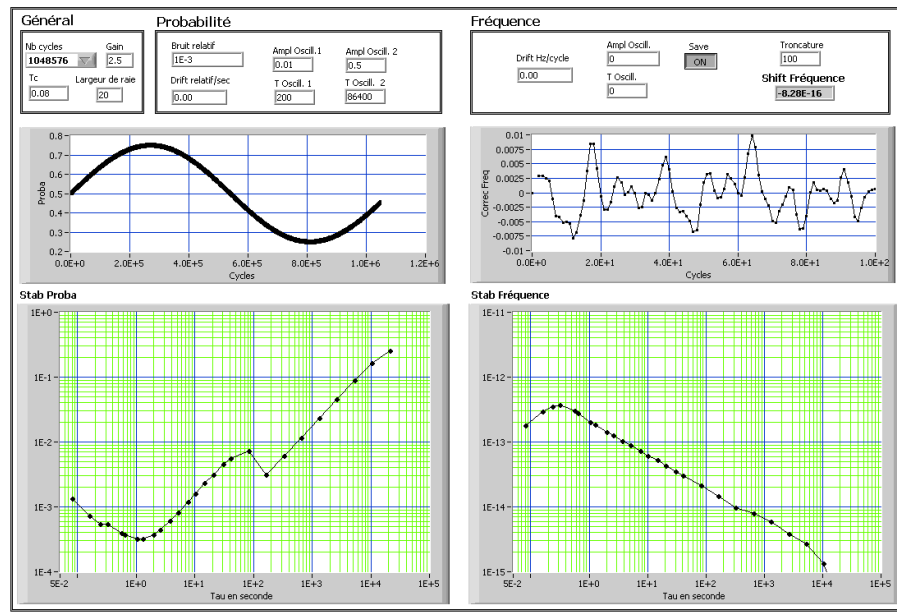 Général Probabilité Fréquence
Nb cycles Gain
1048576 2.5
Tc Largeur de raie
0.08 20
Bruit relatif Ampl Oscill.1 Ampl Oscill. 2
1E-3 0.01 0.5
Drift relatif/sec T Oscill. 1 T Oscill. 2
0.00 200 86400
Drift Hz/cycle Ampl Oscill. Save Troncature
0.00 0 ON 100
T Oscill. Shift Fréquence
0 -8.28E-16
Proba
0.8
0.7
0.6
0.5
0.4
0.3
0.2
0.0E+0 2.0E+5 4.0E+5 6.0E+5 8.0E+5 1.0E+6 1.2E+6
Cycles
Correc Freq
0.01
0.0075
0.005
0.0025
0
-0.0025
-0.005
-0.0075
-0.01
0.0E+0 2.0E+1 4.0E+1 6.0E+1 8.0E+1 1.0E+2
Cycles
Stab Proba
1E+0
1E-1
1E-2
1E-3
1E-4
5E-2 1E+0 1E+1 1E+2 1E+3 1E+4 1E+5
Tau en seconde
Stab Fréquence
1E-11
1E-12
1E-13
1E-14
1E-15
5E-2 1E+0 1E+1 1E+2 1E+3 1E+4 1E+5
Tau en seconde